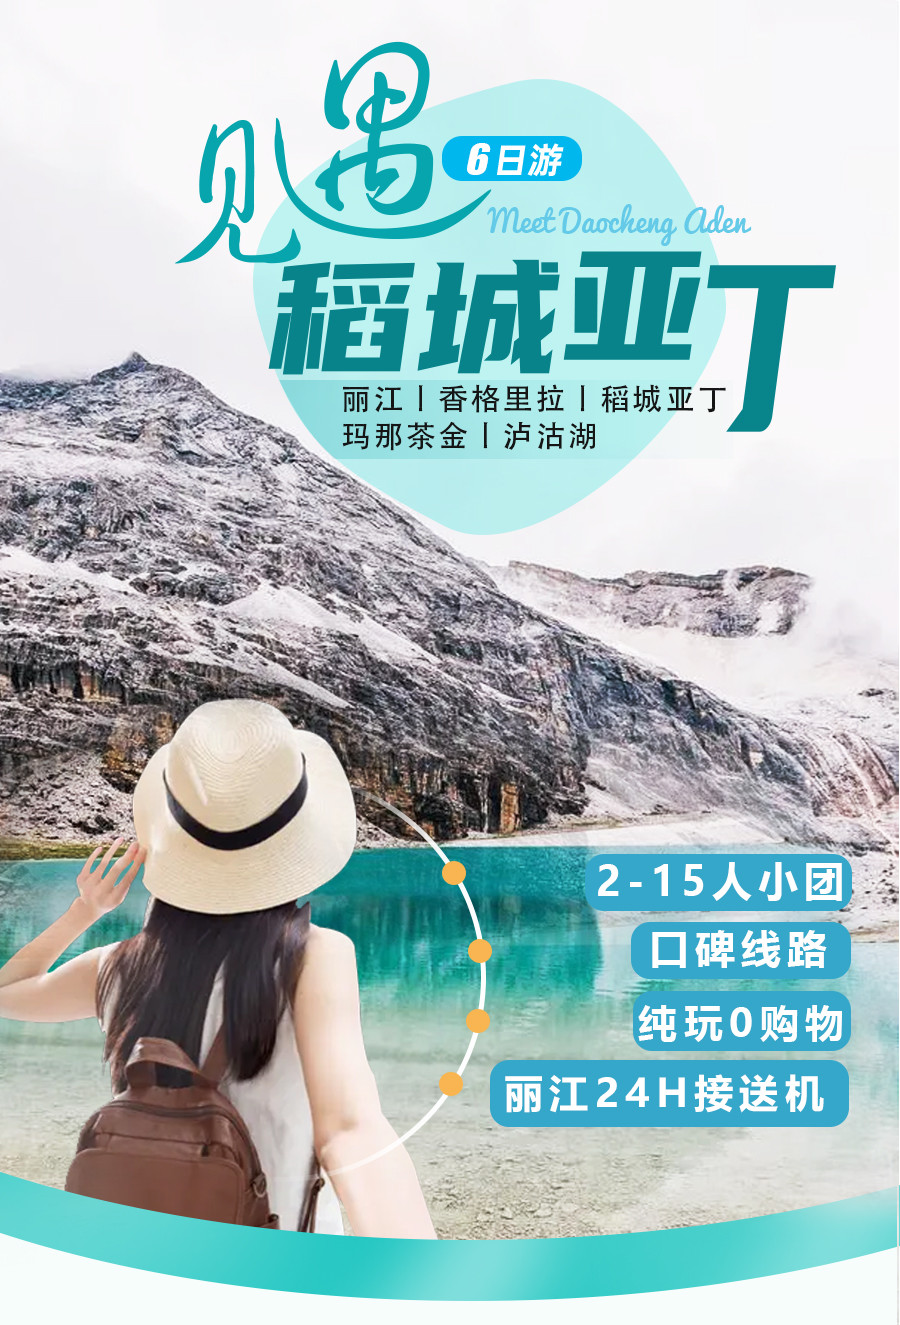 见遇
6日游
Meet Daocheng Aden
稻城亚丁
丽江丨香格里拉丨稻城亚丁
玛那茶金丨泸沽湖
2-15人小团
口碑线路
纯玩0购物
丽江24H接送机